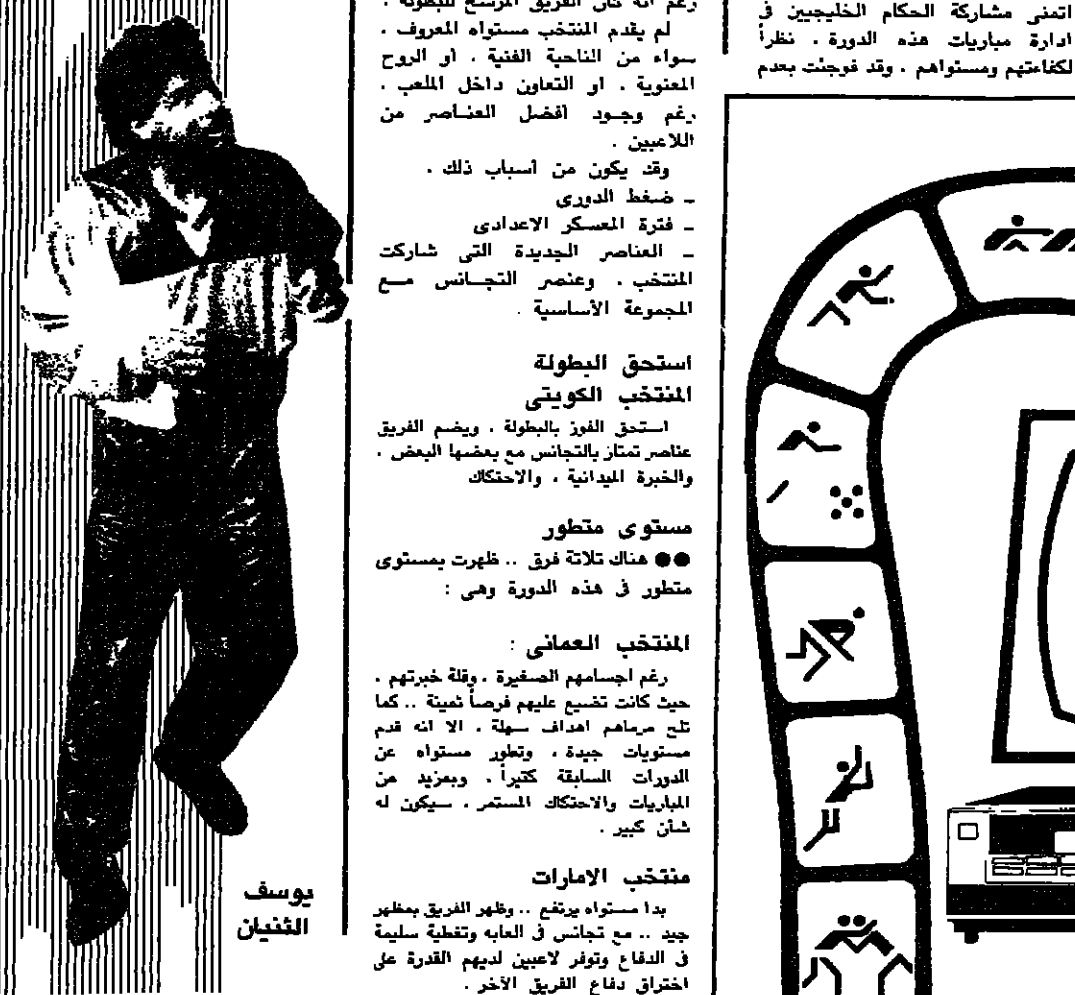 اتمنى مشاركة الحكام الخليجيين فى
ادارة مباريات هذه الدورة ، نظراً
لكفاءتهم ومستواهم . وقد فوجئت بعدم
رغم انه كان الفريق المرشح للبطولة .
لم يقدم المنتخب مستواه المعروف .
سواء من الناحية الفنية . او الروح
المعنوية . او التعاون داخل الملعب .
رغم وجود افضل العناصر من
اللاعبين .
وقد يكون من أسباب ذلك .
ـ ضغط الدورى
ـ فترة المعسكر الاعدادى
ـ العناصر الجديدة التى شاركت
المنتخب . وعنصر التجانس مع
المجموعة الأساسية .
استحق البطولة
المنتخب الكويتى
استحق الفوز بالبطولة . ويضم الفريق
عناصر تمتاز بالتجانس مع بعضها البعض .
والخبرة الميدانية ، والاحتكاك
مستوى متطور
●● هناك ثلاثة فرق .. ظهرت بمستوى
متطور فى هذه الدورة وهى :
المنتخب العمانى :
رغم اجسامهم الصغيرة . وقلة خبرتهم .
حيث كانت تضيع عليهم فرصاً ثمينة .. كما
تلج مرماهم اهداف سهلة . الا انه قدم
مستويات جيدة ، وتطور مستواه عن
الدورات السابقة كثيراً . وبمزيد من
المباريات والاحتكاك المستمر . سيكون له
شأن كبير .
منتخب الإمارات
بدا مستواه يرتفع .. وظهر الفريق بمظهر
جيد .. مع تجانس فى العابه وتغطية سليمة
فى الدفاع وتوفر لاعبين لديهم القدرة على
اختراق دفاع الفريق الآخر .
يوسف
الثنيان